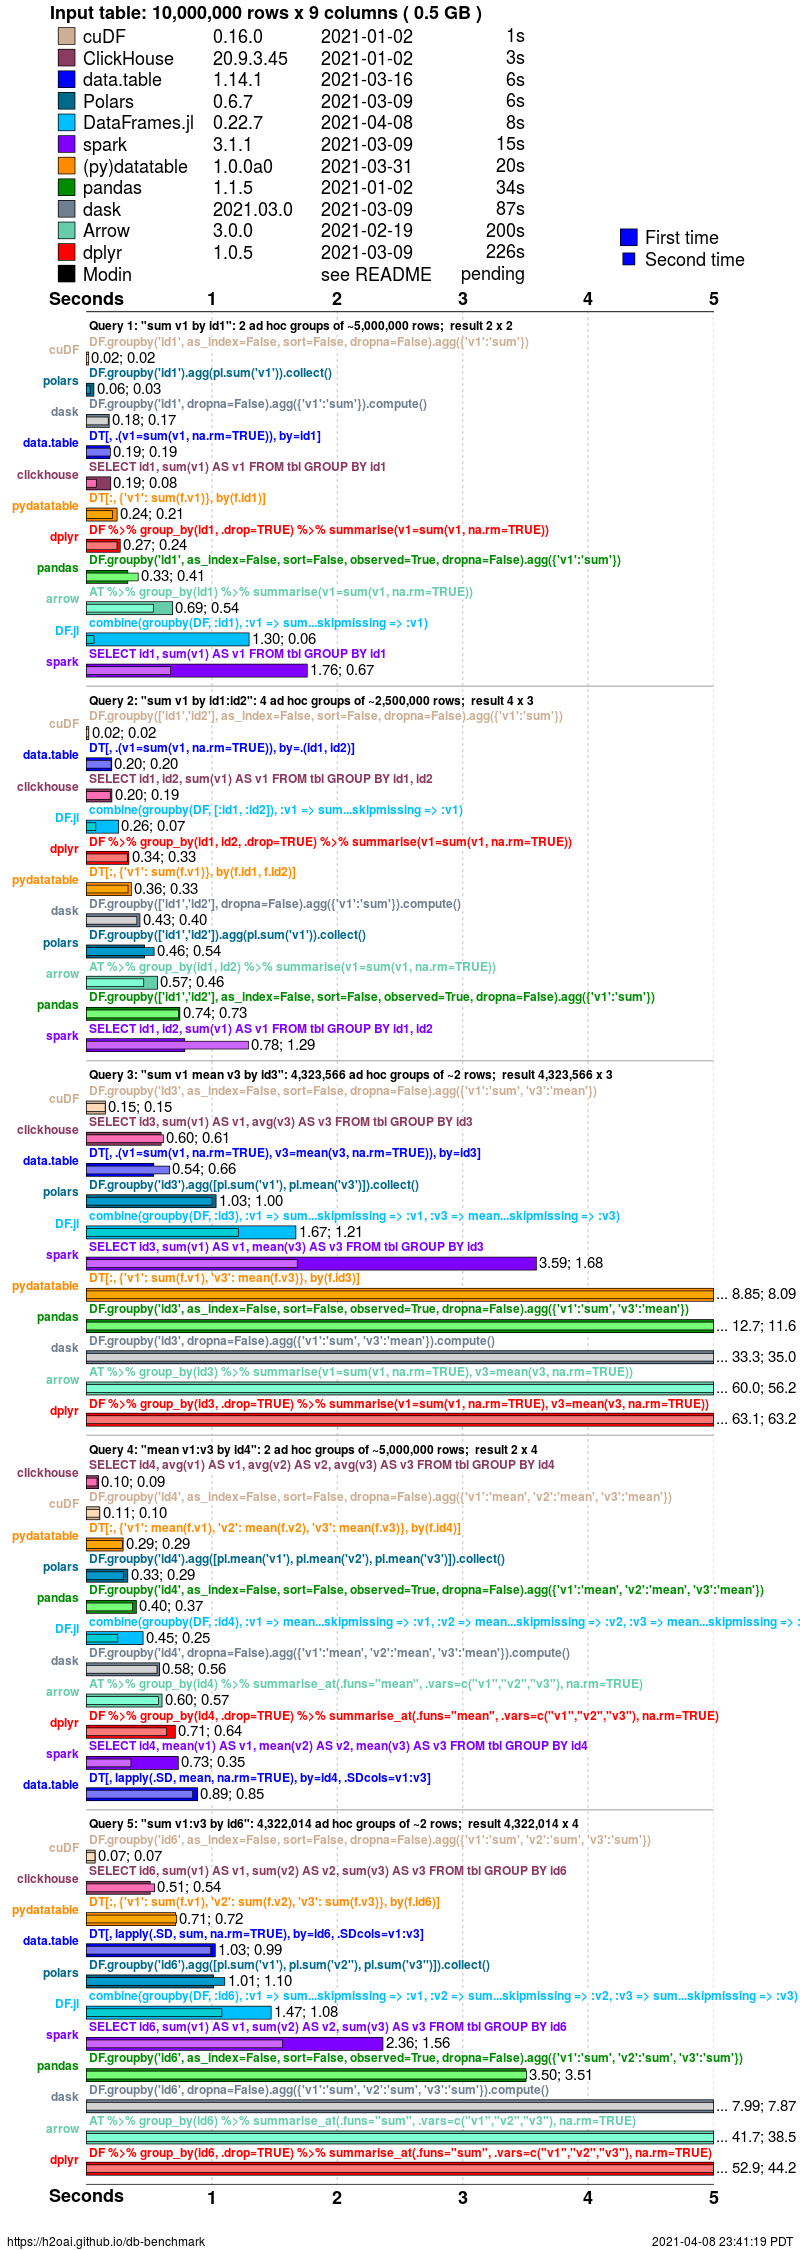 Input table: 10,000,000 rows x 9 columns ( 0.5 GB )
cuDF 0.16.0 2021-01-02 1s
ClickHouse 20.9.3.45 2021-01-02 3s
data.table 1.14.1 2021-03-16 6s
Polars 0.6.7 2021-03-09 6s
DataFrames.jl 0.22.7 2021-04-08 8s
spark 3.1.1 2021-03-09 15s
(py)datatable 1.0.0a0 2021-03-31 20s
pandas 1.1.5 2021-01-02 34s
dask 2021.03.0 2021-03-09 87s
Arrow 3.0.0 2021-02-19 200s
dplyr 1.0.5 2021-03-09 226s
Modin see README pending
First time
Second time
Seconds 1 2 3 4 5
Query 1: "sum v1 by id1": 2 ad hoc groups of ~5,000,000 rows; result 2 x 2
DF.groupby('id1', as_index=False, sort=False, dropna=False).agg({'v1':'sum'})
cuDF 0.02; 0.02
DF.groupby('id1').agg(pl.sum('v1')).collect()
polars 0.06; 0.03
DF.groupby('id1', dropna=False).agg({'v1':'sum'}).compute()
dask 0.18; 0.17
DT[, .(v1=sum(v1, na.rm=TRUE)), by=id1]
data.table 0.19; 0.19
SELECT id1, sum(v1) AS v1 FROM tbl GROUP BY id1
clickhouse 0.19; 0.08
DT[:, {'v1': sum(f.v1)}, by(f.id1)]
pydatatable 0.24; 0.21
DF %>% group_by(id1, .drop=TRUE) %>% summarise(v1=sum(v1, na.rm=TRUE))
dplyr 0.27; 0.24
DF.groupby('id1', as_index=False, sort=False, observed=True, dropna=False).agg({'v1':'sum'})
pandas 0.33; 0.41
AT %>% group_by(id1) %>% summarise(v1=sum(v1, na.rm=TRUE))
arrow 0.69; 0.54
combine(groupby(DF, :id1), :v1 => sum...skipmissing => :v1)
DF.jl 1.30; 0.06
SELECT id1, sum(v1) AS v1 FROM tbl GROUP BY id1
spark 1.76; 0.67
Query 2: "sum v1 by id1:id2": 4 ad hoc groups of ~2,500,000 rows; result 4 x 3
DF.groupby(['id1','id2'], as_index=False, sort=False, dropna=False).agg({'v1':'sum'})
cuDF 0.02; 0.02
DT[, .(v1=sum(v1, na.rm=TRUE)), by=.(id1, id2)]
data.table 0.20; 0.20
SELECT id1, id2, sum(v1) AS v1 FROM tbl GROUP BY id1, id2
clickhouse 0.20; 0.19
combine(groupby(DF, [:id1, :id2]), :v1 => sum...skipmissing => :v1)
DF.jl 0.26; 0.07
DF %>% group_by(id1, id2, .drop=TRUE) %>% summarise(v1=sum(v1, na.rm=TRUE))
dplyr 0.34; 0.33
DT[:, {'v1': sum(f.v1)}, by(f.id1, f.id2)]
pydatatable 0.36; 0.33
DF.groupby(['id1','id2'], dropna=False).agg({'v1':'sum'}).compute()
dask 0.43; 0.40
DF.groupby(['id1','id2']).agg(pl.sum('v1')).collect()
polars 0.46; 0.54
AT %>% group_by(id1, id2) %>% summarise(v1=sum(v1, na.rm=TRUE))
arrow 0.57; 0.46
DF.groupby(['id1','id2'], as_index=False, sort=False, observed=True, dropna=False).agg({'v1':'sum'})
pandas 0.74; 0.73
SELECT id1, id2, sum(v1) AS v1 FROM tbl GROUP BY id1, id2
spark 0.78; 1.29
Query 3: "sum v1 mean v3 by id3": 4,323,566 ad hoc groups of ~2 rows; result 4,323,566 x 3
DF.groupby('id3', as_index=False, sort=False, dropna=False).agg({'v1':'sum', 'v3':'mean'})
cuDF 0.15; 0.15
SELECT id3, sum(v1) AS v1, avg(v3) AS v3 FROM tbl GROUP BY id3
clickhouse 0.60; 0.61
DT[, .(v1=sum(v1, na.rm=TRUE), v3=mean(v3, na.rm=TRUE)), by=id3]
data.table 0.54; 0.66
DF.groupby('id3').agg([pl.sum('v1'), pl.mean('v3')]).collect()
polars 1.03; 1.00
combine(groupby(DF, :id3), :v1 => sum...skipmissing => :v1, :v3 => mean...skipmissing => :v3)
DF.jl 1.67; 1.21
SELECT id3, sum(v1) AS v1, mean(v3) AS v3 FROM tbl GROUP BY id3
spark 3.59; 1.68
DT[:, {'v1': sum(f.v1), 'v3': mean(f.v3)}, by(f.id3)]
pydatatable ... 8.85; 8.09
DF.groupby('id3', as_index=False, sort=False, observed=True, dropna=False).agg({'v1':'sum', 'v3':'mean'})
pandas ... 12.7; 11.6
DF.groupby('id3', dropna=False).agg({'v1':'sum', 'v3':'mean'}).compute()
dask ... 33.3; 35.0
AT %>% group_by(id3) %>% summarise(v1=sum(v1, na.rm=TRUE), v3=mean(v3, na.rm=TRUE))
arrow ... 60.0; 56.2
DF %>% group_by(id3, .drop=TRUE) %>% summarise(v1=sum(v1, na.rm=TRUE), v3=mean(v3, na.rm=TRUE))
dplyr ... 63.1; 63.2
Query 4: "mean v1:v3 by id4": 2 ad hoc groups of ~5,000,000 rows; result 2 x 4
SELECT id4, avg(v1) AS v1, avg(v2) AS v2, avg(v3) AS v3 FROM tbl GROUP BY id4
clickhouse 0.10; 0.09
DF.groupby('id4', as_index=False, sort=False, dropna=False).agg({'v1':'mean', 'v2':'mean', 'v3':'mean'})
cuDF 0.11; 0.10
DT[:, {'v1': mean(f.v1), 'v2': mean(f.v2), 'v3': mean(f.v3)}, by(f.id4)]
pydatatable 0.29; 0.29
DF.groupby('id4').agg([pl.mean('v1'), pl.mean('v2'), pl.mean('v3')]).collect()
polars 0.33; 0.29
DF.groupby('id4', as_index=False, sort=False, observed=True, dropna=False).agg({'v1':'mean', 'v2':'mean', 'v3':'mean'})
pandas 0.40; 0.37
combine(groupby(DF, :id4), :v1 => mean...skipmissing => :v1, :v2 => mean...skipmissing => :v2, :v3 => mean...skipmissing => :
DF.jl 0.45; 0.25
DF.groupby('id4', dropna=False).agg({'v1':'mean', 'v2':'mean', 'v3':'mean'}).compute()
dask 0.58; 0.56
AT %>% group_by(id4) %>% summarise_at(.funs="mean", .vars=c("v1","v2","v3"), na.rm=TRUE)
arrow 0.60; 0.57
DF %>% group_by(id4, .drop=TRUE) %>% summarise_at(.funs="mean", .vars=c("v1","v2","v3"), na.rm=TRUE)
dplyr 0.71; 0.64
SELECT id4, mean(v1) AS v1, mean(v2) AS v2, mean(v3) AS v3 FROM tbl GROUP BY id4
spark 0.73; 0.35
DT[, lapply(.SD, mean, na.rm=TRUE), by=id4, .SDcols=v1:v3]
data.table 0.89; 0.85
Query 5: "sum v1:v3 by id6": 4,322,014 ad hoc groups of ~2 rows; result 4,322,014 x 4
DF.groupby('id6', as_index=False, sort=False, dropna=False).agg({'v1':'sum', 'v2':'sum', 'v3':'sum'})
cuDF 0.07; 0.07
SELECT id6, sum(v1) AS v1, sum(v2) AS v2, sum(v3) AS v3 FROM tbl GROUP BY id6
clickhouse 0.51; 0.54
DT[:, {'v1': sum(f.v1), 'v2': sum(f.v2), 'v3': sum(f.v3)}, by(f.id6)]
pydatatable 0.71; 0.72
DT[, lapply(.SD, sum, na.rm=TRUE), by=id6, .SDcols=v1:v3]
data.table 1.03; 0.99
DF.groupby('id6').agg([pl.sum('v1'), pl.sum("v2"), pl.sum("v3")]).collect()
polars 1.01; 1.10
combine(groupby(DF, :id6), :v1 => sum...skipmissing => :v1, :v2 => sum...skipmissing => :v2, :v3 => sum...skipmissing => :v3)
DF.jl 1.47; 1.08
SELECT id6, sum(v1) AS v1, sum(v2) AS v2, sum(v3) AS v3 FROM tbl GROUP BY id6
spark 2.36; 1.56
DF.groupby('id6', as_index=False, sort=False, observed=True, dropna=False).agg({'v1':'sum', 'v2':'sum', 'v3':'sum'})
pandas 3.50; 3.51
DF.groupby('id6', dropna=False).agg({'v1':'sum', 'v2':'sum', 'v3':'sum'}).compute()
dask ... 7.99; 7.87
AT %>% group_by(id6) %>% summarise_at(.funs="sum", .vars=c("v1","v2","v3"), na.rm=TRUE)
arrow ... 41.7; 38.5
DF %>% group_by(id6, .drop=TRUE) %>% summarise_at(.funs="sum", .vars=c("v1","v2","v3"), na.rm=TRUE)
dplyr ... 52.9; 44.2
Seconds 1 2 3 4 5
https://h2oai.github.io/db-benchmark 2021-04-08 23:41:19 PDT